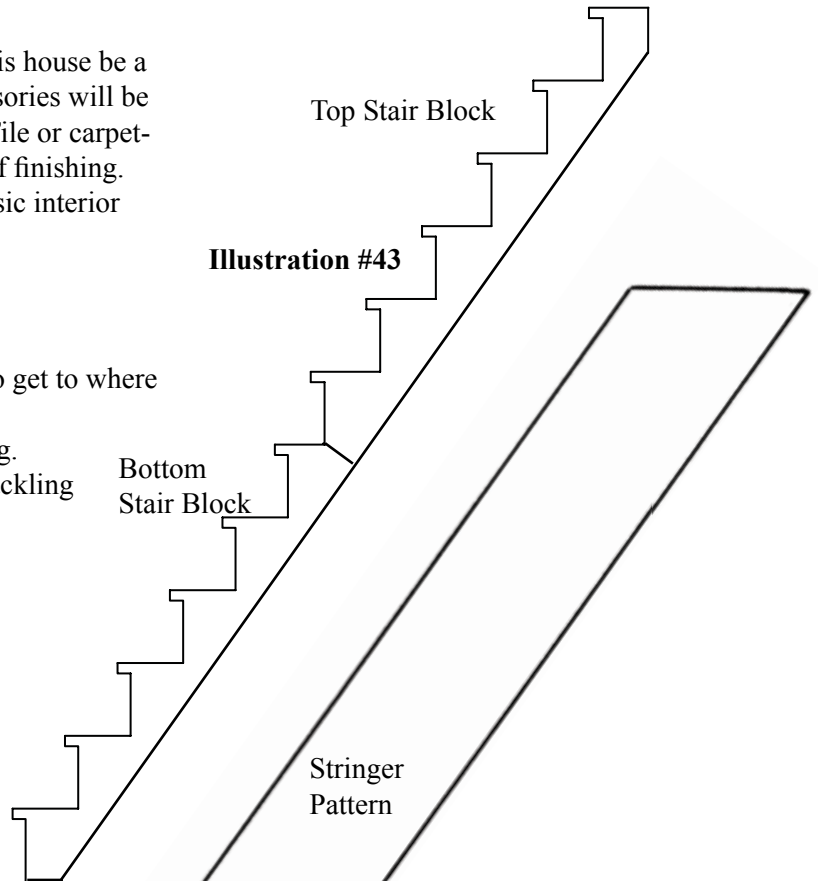 is house be a
sories will be
ile or carpet-
f finishing.
sic interior
o get to where
g.
ckling
Top Stair Block
Illustration #43
Bottom
Stair Block
Stringer
Pattern